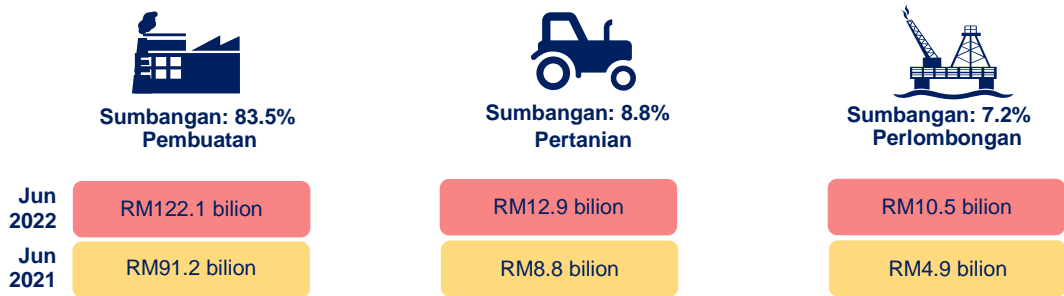 Sumbangan: 83.5%
Pembuatan
Sumbangan: 8.8%
Pertanian
Sumbangan: 7.2%
Perlombongan
Jun
2022
RM122.1 bilion
RM12.9 bilion
RM10.5 bilion
Jun
2021
RM91.2 bilion
RM8.8 bilion
RM4.9 bilion